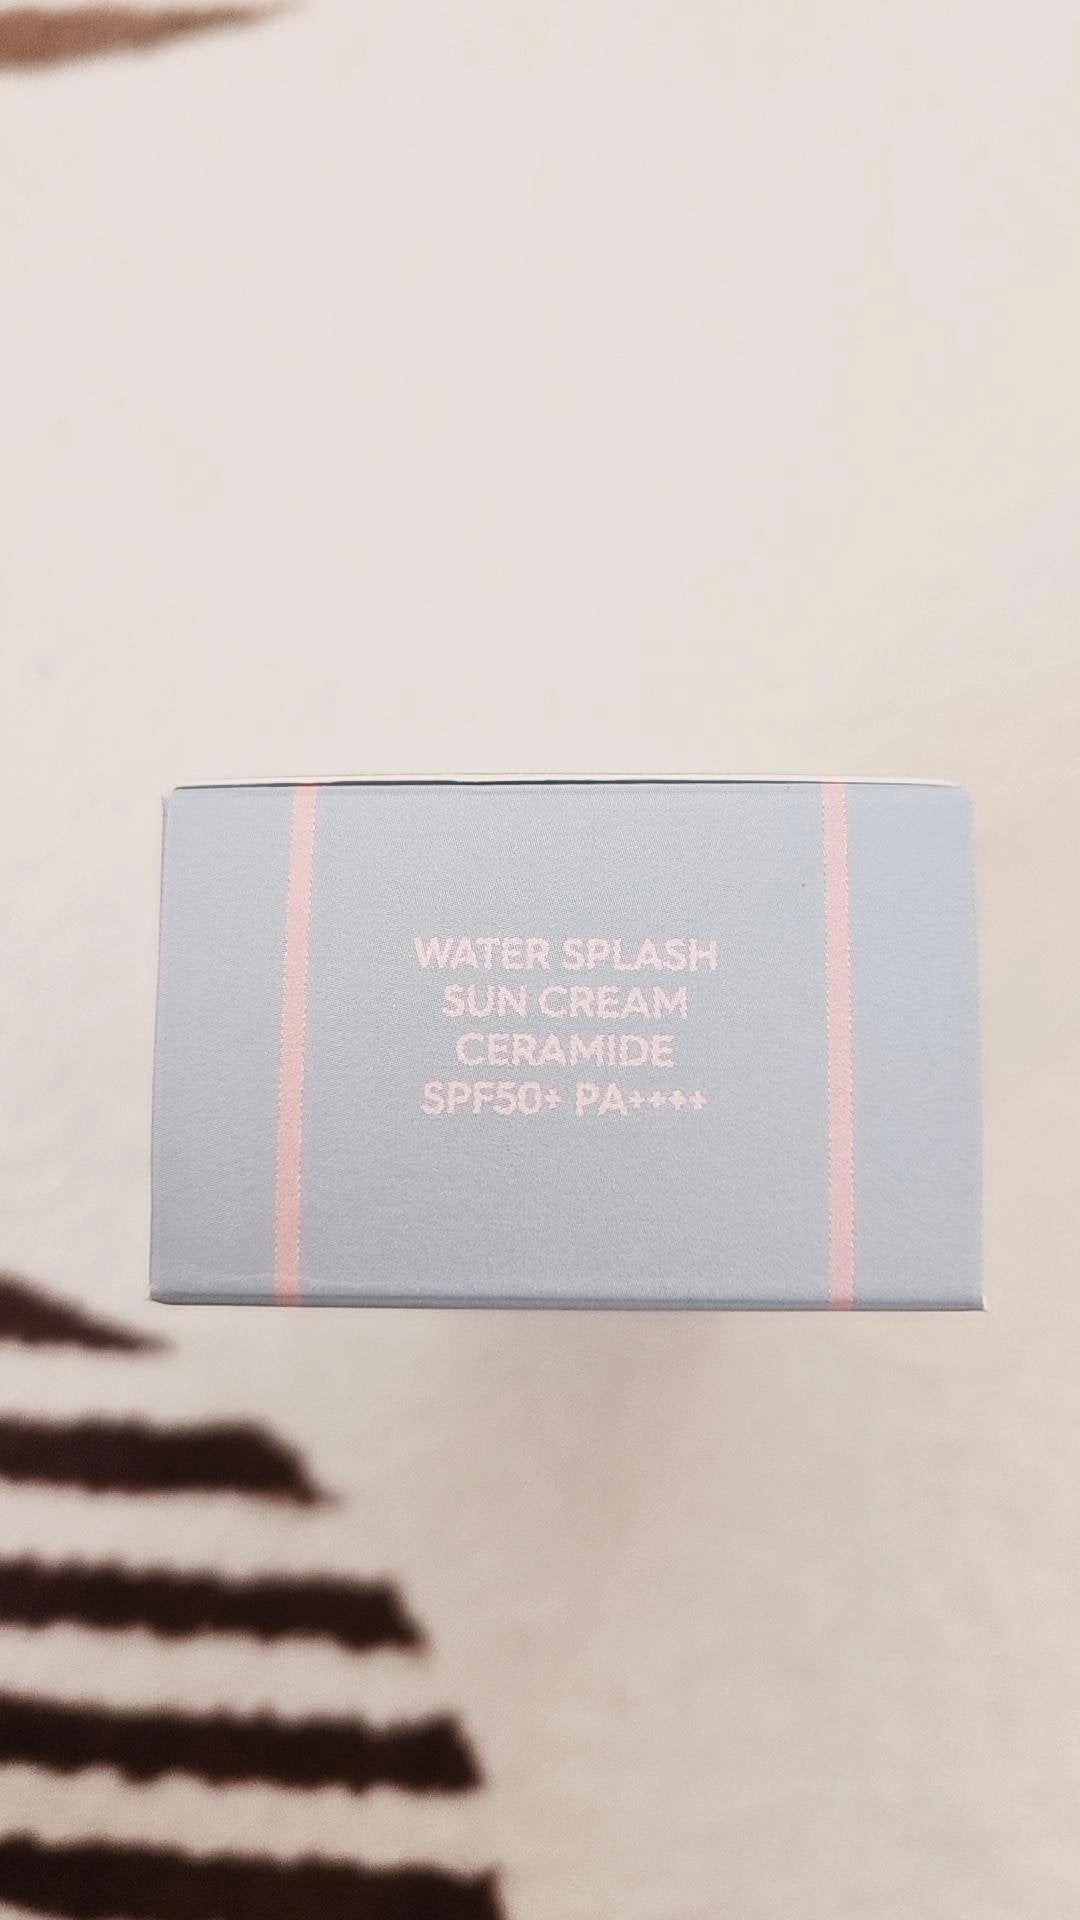 WATER SPLASH
SUN CREAM
CERAMIDE
SPF50+ PA++++